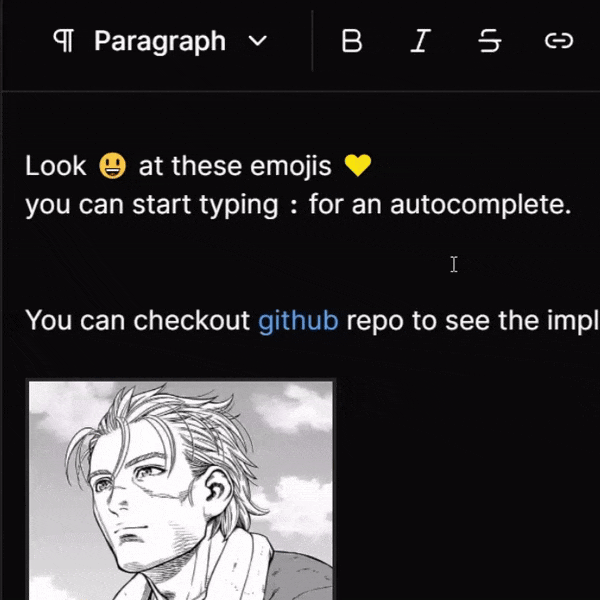 Paragraph B I S
Look 😃 at these emojis 💛
you can start typing : for an autocomplete.
You can checkout github repo to see the impl